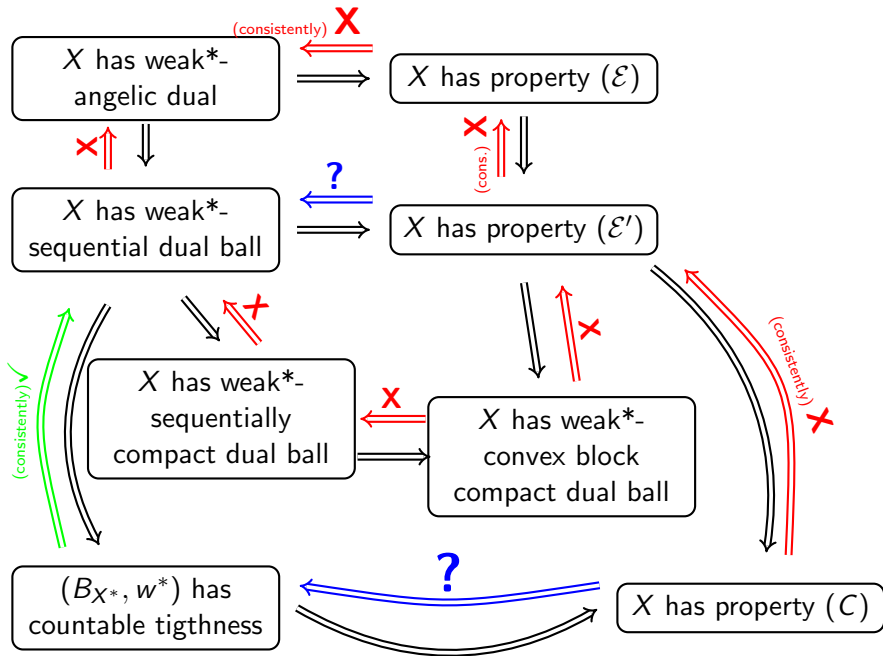 (consistently) X
X has weak*-
angelic dual
X has property (ℰ)
X
X
(cons.)
?
X has weak*-
sequential dual ball
X has property (ℰ′)
X
X
(consistently) X
(consistently) ✓
X has weak*-
sequentially
compact dual ball
X
X has weak*-
convex block
compact dual ball
?
(B_{X*}, w*) has
countable tigthness
X has property (C)